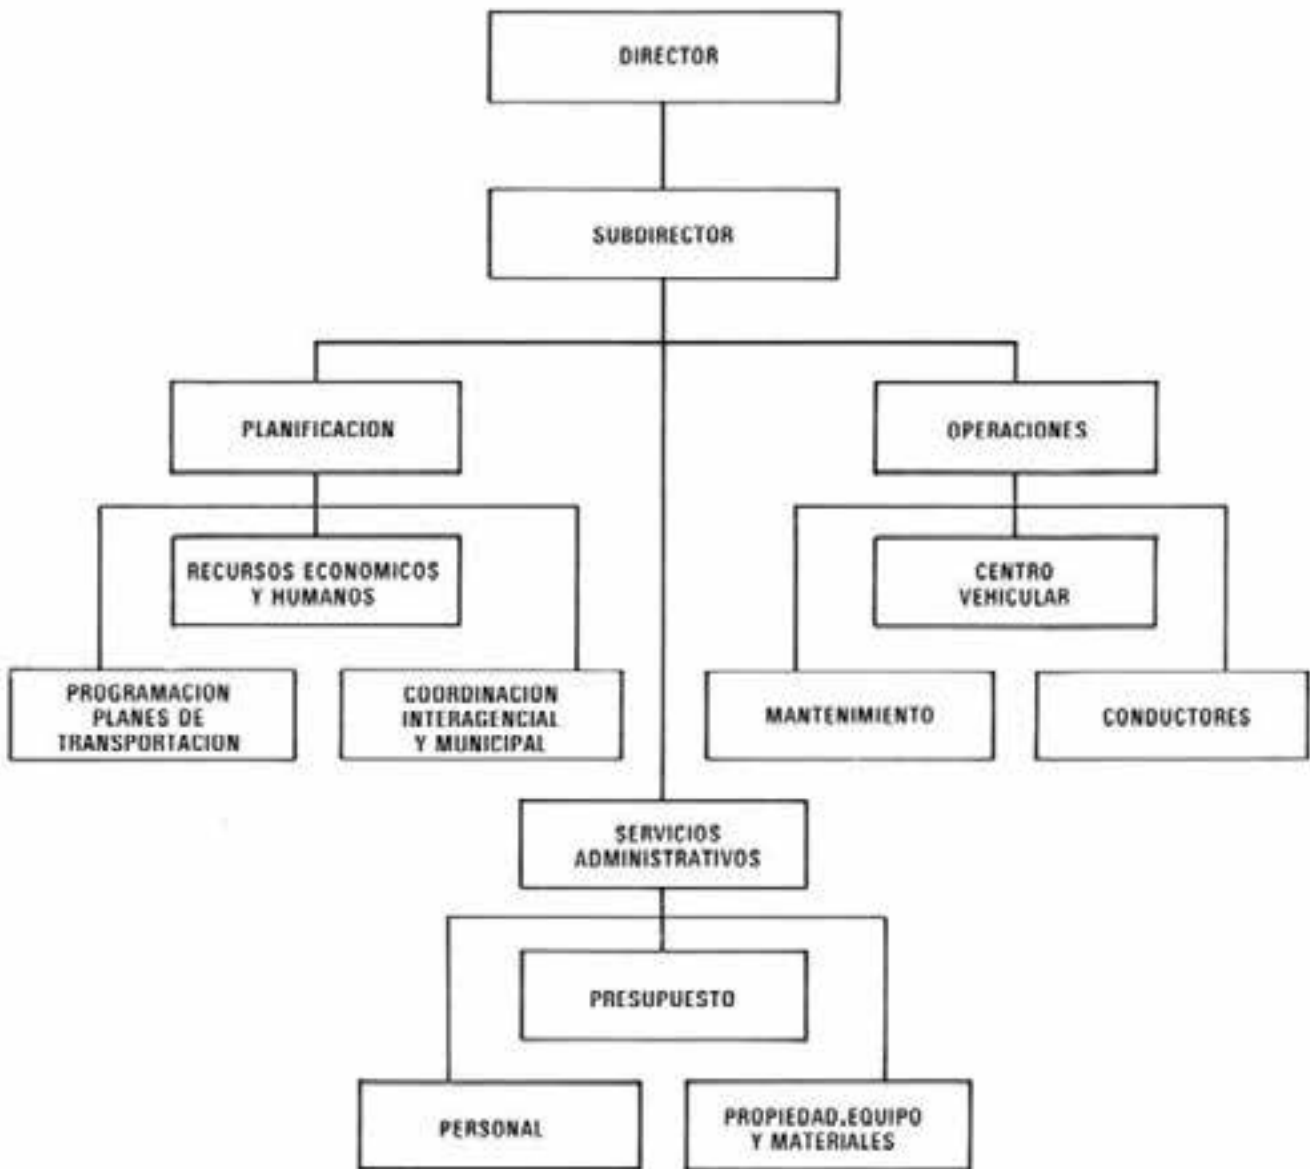 DIRECTOR
SUBDIRECTOR
PLANIFICACION
OPERACIONES
RECURSOS ECONOMICOS
Y HUMANOS
CENTRO
VEHICULAR
PROGRAMACION
PLANES DE
TRANSPORTACION
COORDINACION
INTERAGENCIAL
Y MUNICIPAL
MANTENIMIENTO
CONDUCTORES
SERVICIOS
ADMINISTRATIVOS
PRESUPUESTO
PERSONAL
PROPIEDAD.EQUIPO
Y MATERIALES